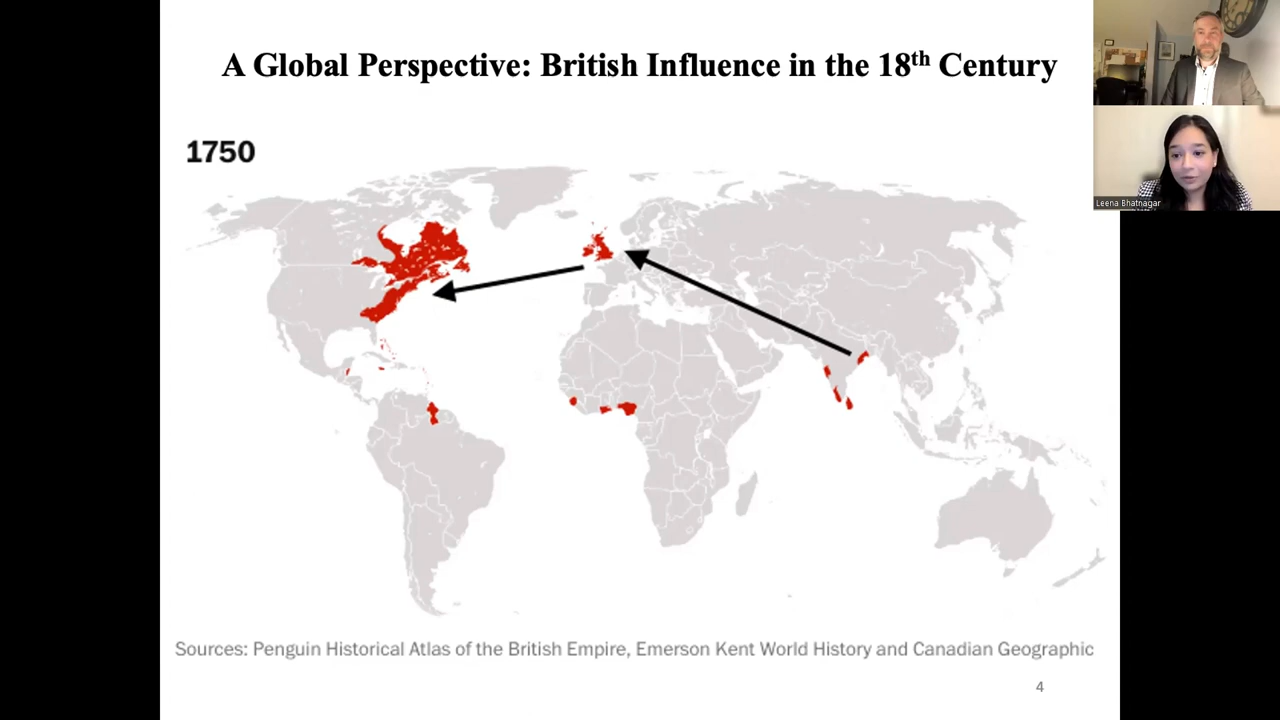 A Global Perspective: British Influence in the 18th Century
1750
Leena Bhatnagar
Sources: Penguin Historical Atlas of the British Empire, Emerson Kent World History and Canadian Geographic
4